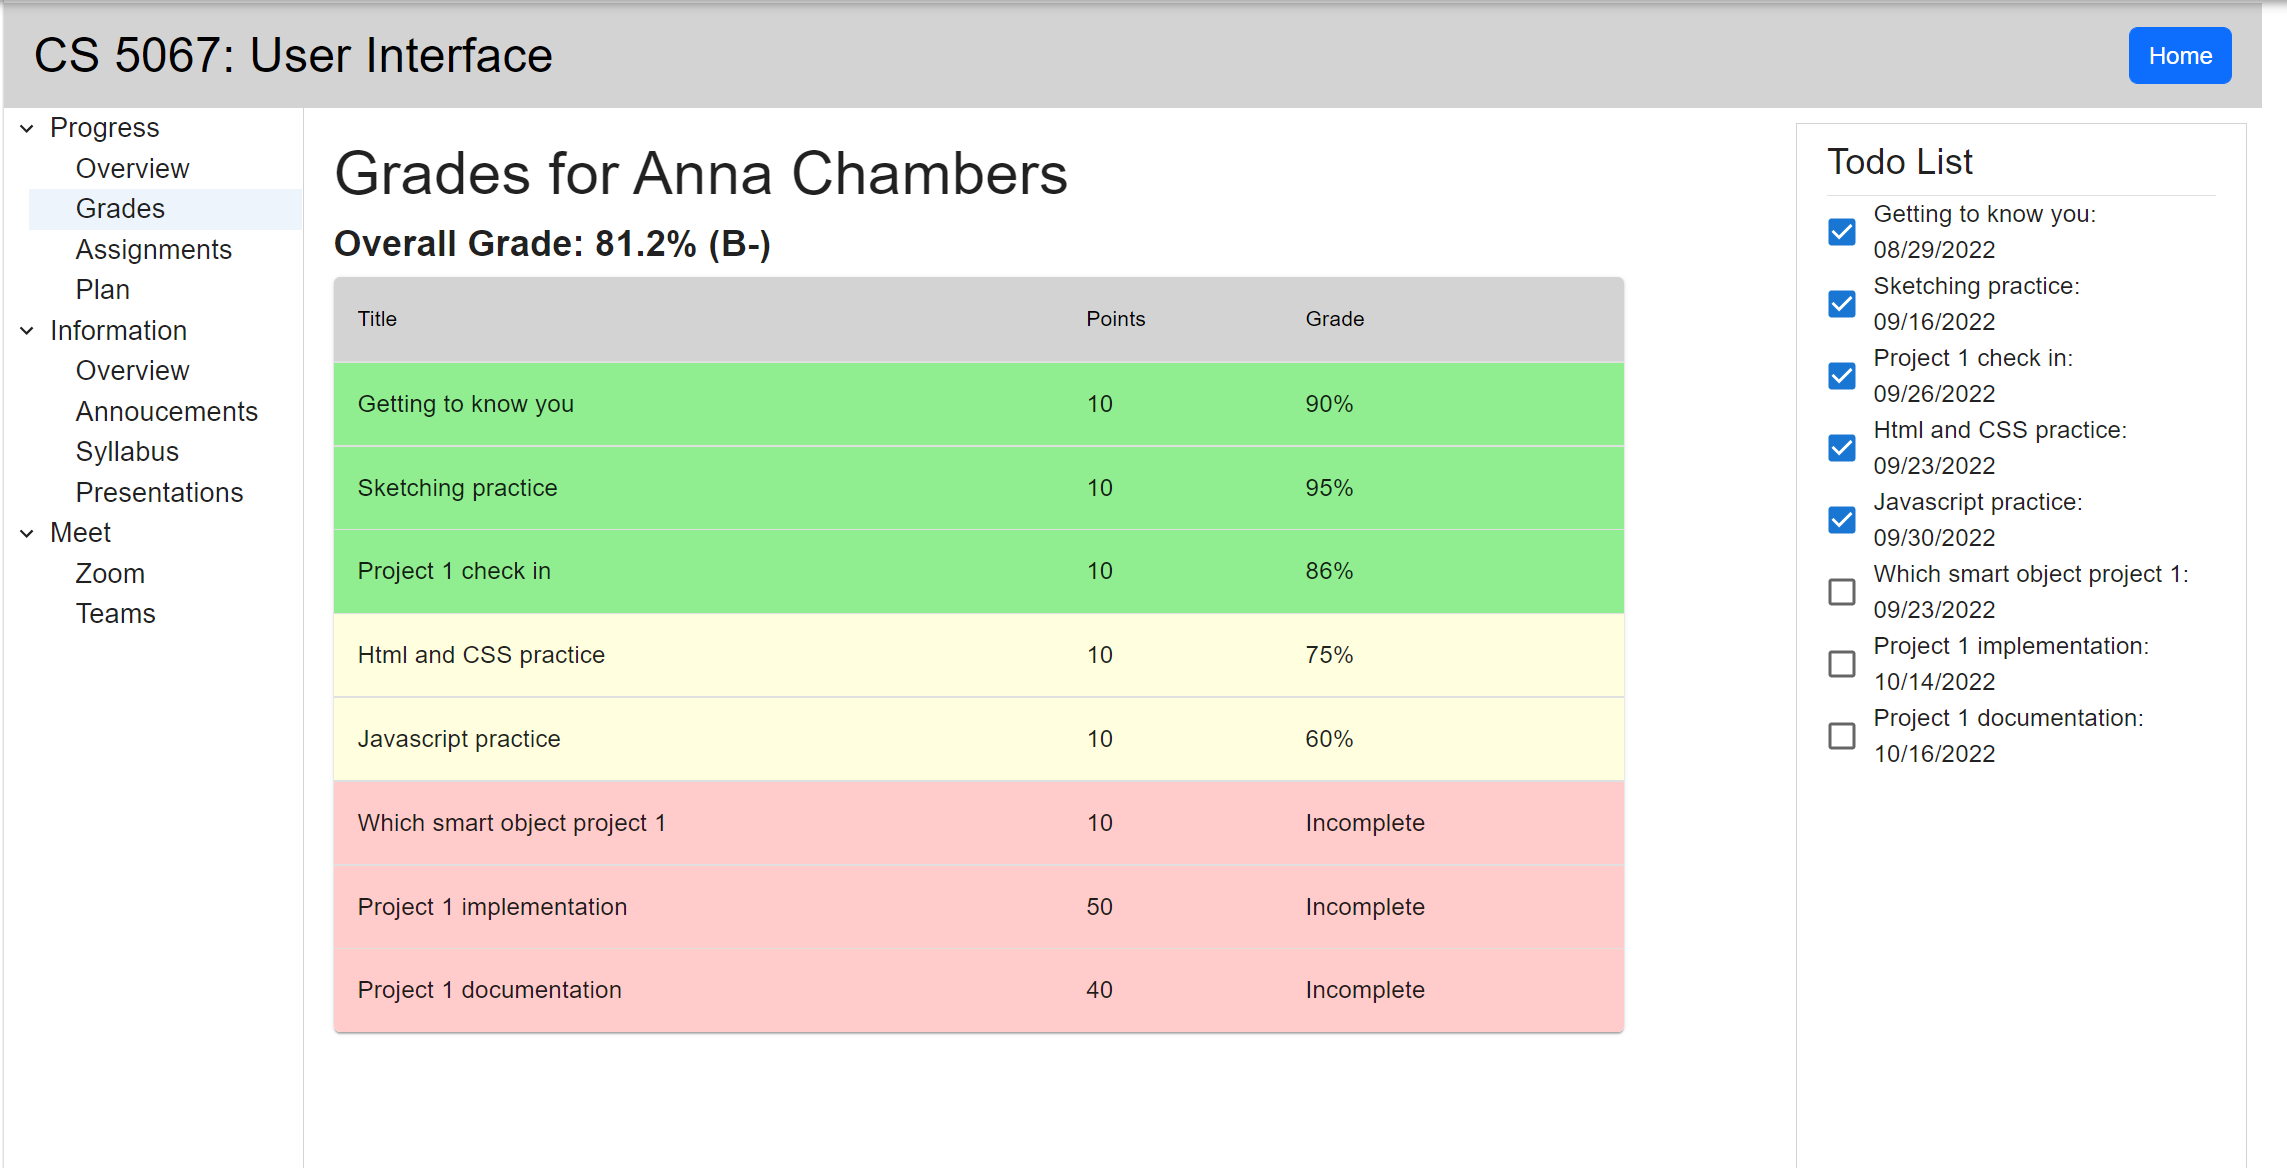 CS 5067: User Interface
Home
Progress
Overview
Grades
Assignments
Plan
Information
Overview
Annoucements
Syllabus
Presentations
Meet
Zoom
Teams
Grades for Anna Chambers
Overall Grade: 81.2% (B-)
Title Points Grade
Getting to know you 10 90%
Sketching practice 10 95%
Project 1 check in 10 86%
Html and CSS practice 10 75%
Javascript practice 10 60%
Which smart object project 1 10 Incomplete
Project 1 implementation 50 Incomplete
Project 1 documentation 40 Incomplete
Todo List
Getting to know you:
08/29/2022
Sketching practice:
09/16/2022
Project 1 check in:
09/26/2022
Html and CSS practice:
09/23/2022
Javascript practice:
09/30/2022
Which smart object project 1:
09/23/2022
Project 1 implementation:
10/14/2022
Project 1 documentation:
10/16/2022